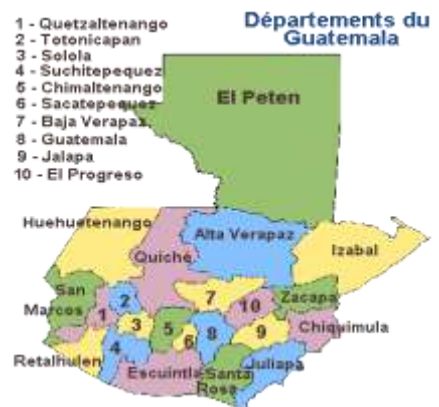 Départements du
Guatemala
1 - Quetzaltenango
2 - Totonicapan
3 - Solola
4 - Suchitepequez
5 - Chimaltenango
6 - Sacatepequez
7 - Baja Verapaz
8 - Guatemala
9 - Jalapa
10 - El Progreso
El Peten
Huehuetenango
Alta Verapaz
Izabal
Quiché
San
Marcos
Zacapa
2
7
10
1
3
5
6
8
9
Chiquimula
4
Retalhulen
Escuintla
Santa
Rosa
Juliapa